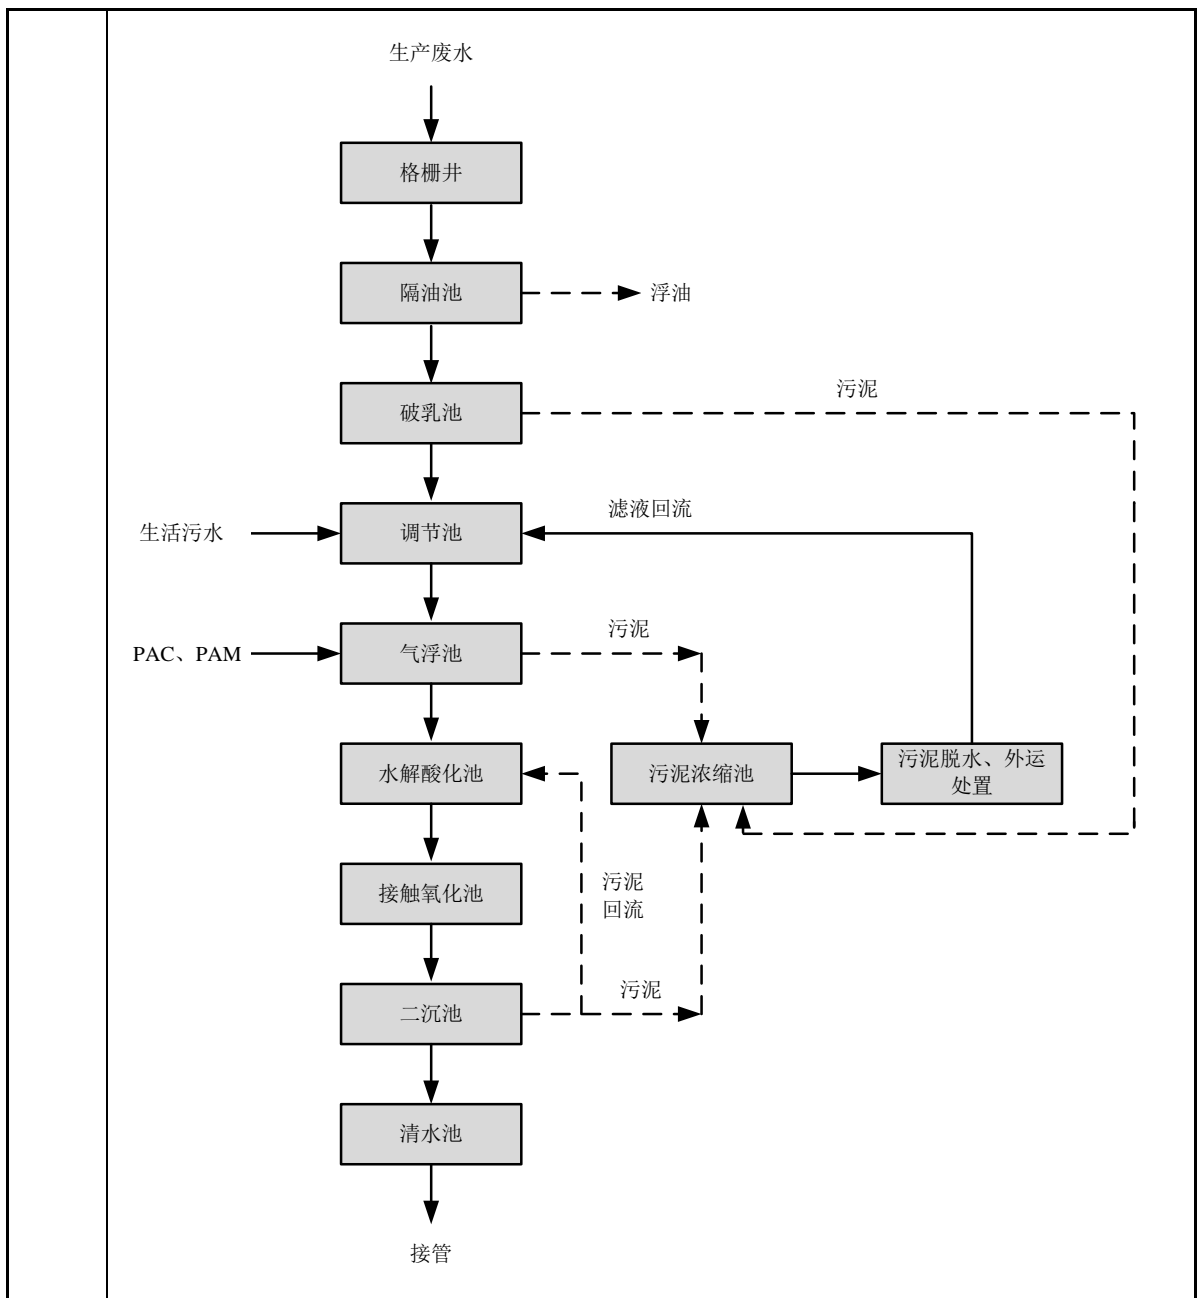 生产废水
格栅井
隔油池
浮油
破乳池
污泥
生活污水
调节池
滤液回流
PAC、PAM
气浮池
污泥
水解酸化池
污泥浓缩池
污泥脱水、外运
处置
接触氧化池
污泥
回流
二沉池
污泥
清水池
接管